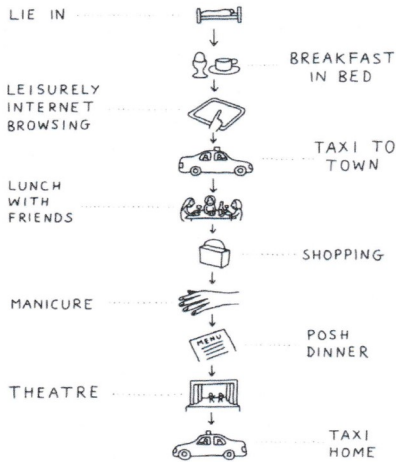 LIE IN
BREAKFAST
IN BED
LEISURELY
INTERNET
BROWSING
TAXI TO
TOWN
LUNCH
WITH
FRIENDS
SHOPPING
MANICURE
MENU
POSH
DINNER
THEATRE
TAXI
HOME